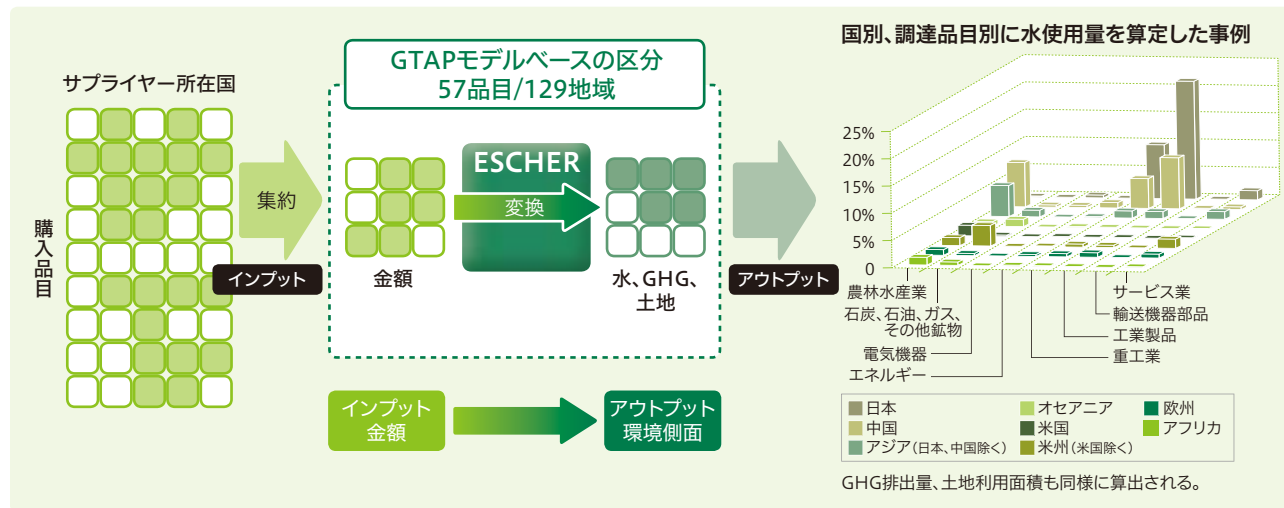 サプライヤー所在国
購入品目
集約
インプット
GTAPモデルベースの区分
57品目/129地域
ESCHER
変換
金額
水、GHG、
土地
アウトプット
インプット
金額
アウトプット
環境側面
国別、調達品目別に水使用量を算定した事例
25%
20%
15%
10%
5%
0
農林水産業
石炭、石油、ガス、
その他鉱物
電気機器
エネルギー
サービス業
輸送機器部品
工業製品
重工業
日本
オセアニア
欧州
中国
米国
アフリカ
アジア(日本、中国除く)
米州(米国除く)
GHG排出量、土地利用面積も同様に算出される。